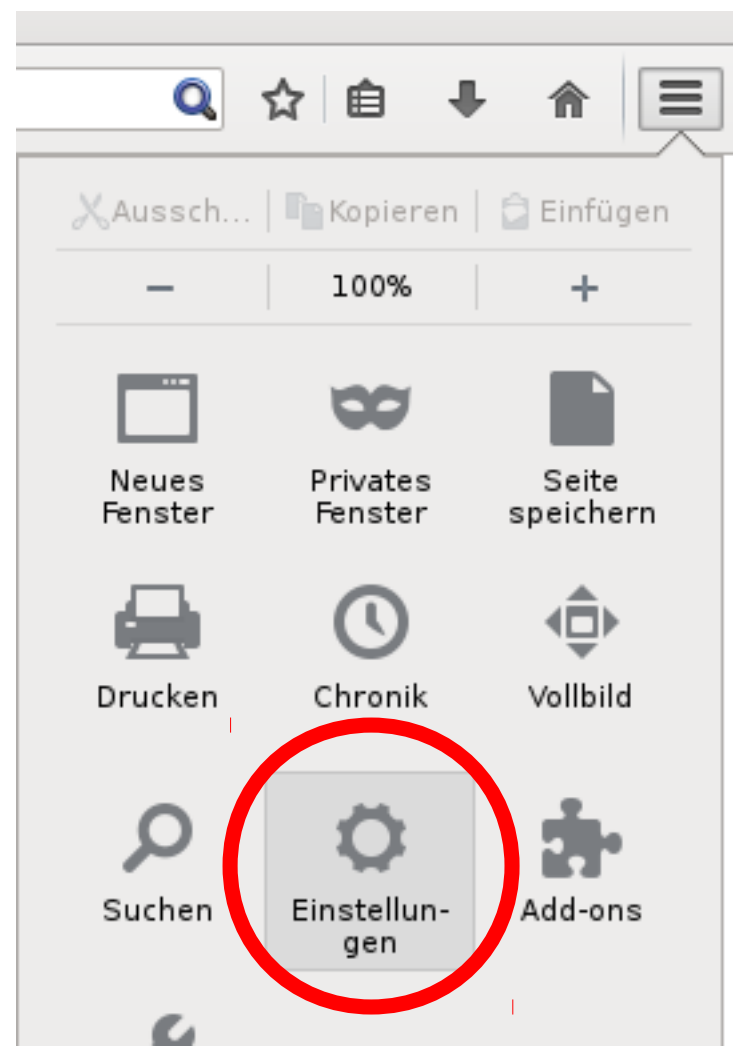 Aussch... Kopieren Einfügen
− 100% +
Neues Privates Seite
Fenster Fenster speichern
Drucken Chronik Vollbild
Suchen Einstellun- Add-ons
gen